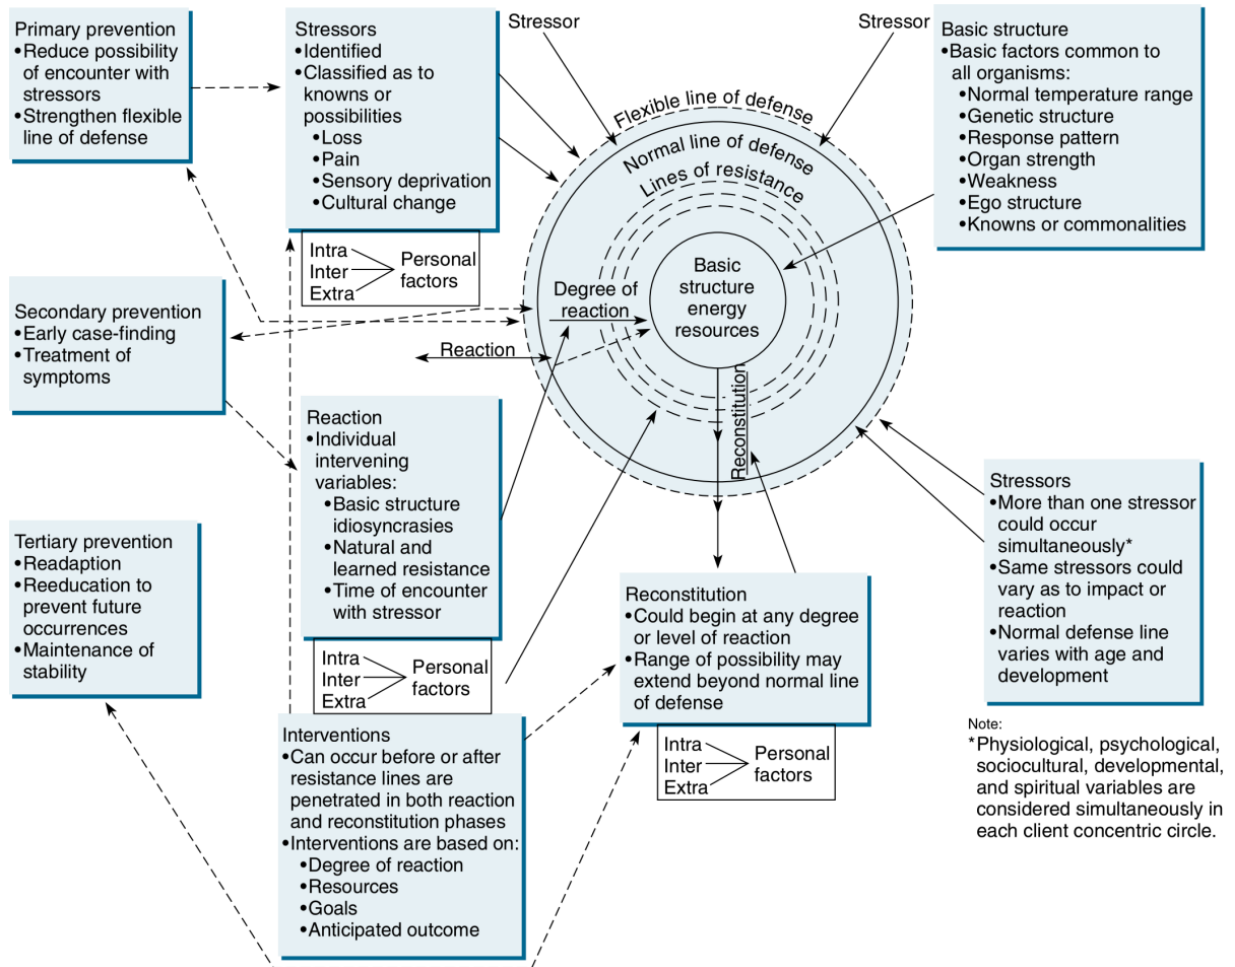 Primary prevention
•Reduce possibility
of encounter with
stressors
•Strengthen flexible
line of defense
Stressors
•Identified
•Classified as to
knowns or
possibilities
•Loss
•Pain
•Sensory deprivation
•Cultural change
Intra
Inter
Extra
Personal
factors
Stressor
Stressor
Basic structure
•Basic factors common to
all organisms:
•Normal temperature range
•Genetic structure
•Response pattern
•Organ strength
•Weakness
•Ego structure
•Knowns or commonalities
Flexible line of defense
Normal line of defense
Lines of resistance
Basic
structure
energy
resources
Degree of
reaction
Reaction
Reconstitution
Secondary prevention
•Early case-finding
•Treatment of
symptoms
Reaction
•Individual
intervening
variables:
•Basic structure
idiosyncrasies
•Natural and
learned resistance
•Time of encounter
with stressor
Intra
Inter
Extra
Personal
factors
Tertiary prevention
•Readaption
•Reeducation to
prevent future
occurrences
•Maintenance of
stability
Interventions
•Can occur before or after
resistance lines are
penetrated in both reaction
and reconstitution phases
•Interventions are based on:
•Degree of reaction
•Resources
•Goals
•Anticipated outcome
Reconstitution
•Could begin at any degree
or level of reaction
•Range of possibility may
extend beyond normal line
of defense
Intra
Inter
Extra
Personal
factors
Stressors
•More than one stressor
could occur
simultaneously*
•Same stressors could
vary as to impact or
reaction
•Normal defense line
varies with age and
development
Note:
*Physiological, psychological,
sociocultural, developmental,
and spiritual variables are
considered simultaneously in
each client concentric circle.